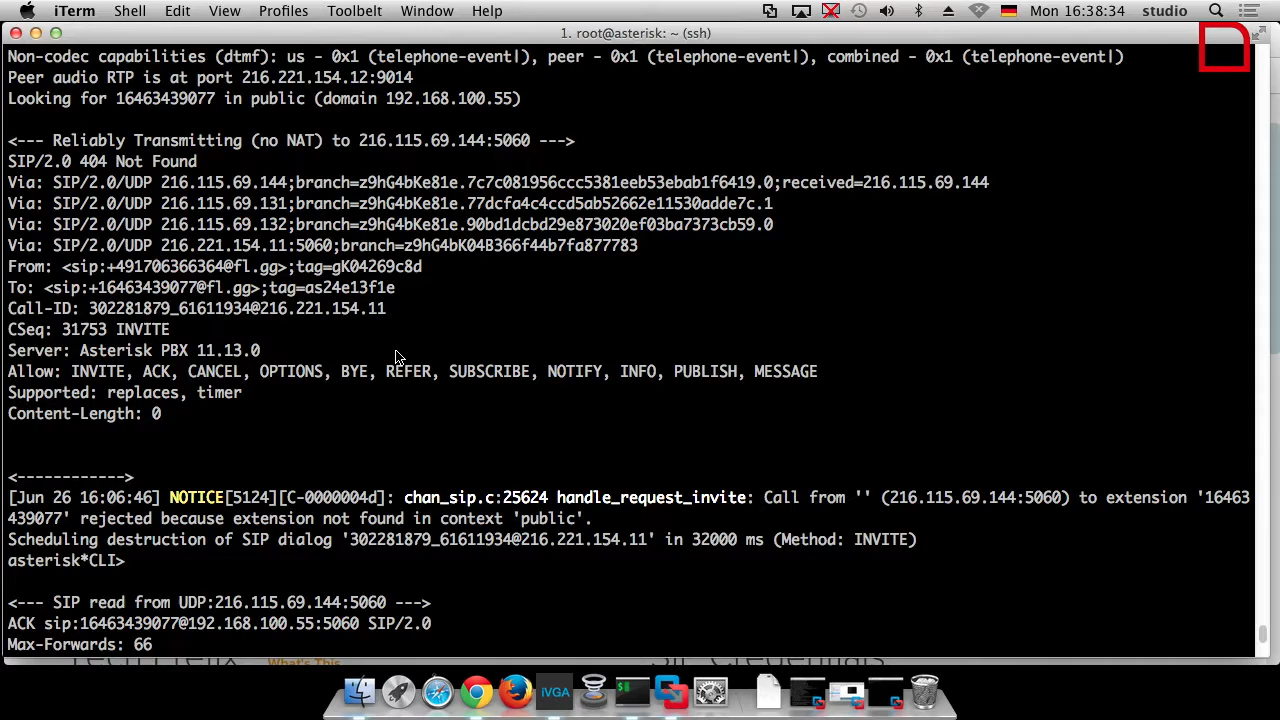 iTerm Shell Edit View Profiles Toolbelt Window Help Mon 16:38:34 studio
1. root@asterisk: ~ (ssh)
Non-codec capabilities (dtmf): us - 0x1 (telephone-event|), peer - 0x1 (telephone-event|), combined - 0x1 (telephone-event|)
Peer audio RTP is at port 216.221.154.12:9014
Looking for 16463439077 in public (domain 192.168.100.55)
<--- Reliably Transmitting (no NAT) to 216.115.69.144:5060 --->
SIP/2.0 404 Not Found
Via: SIP/2.0/UDP 216.115.69.144;branch=z9hG4bKe81e.7c7c081956ccc5381eeb53ebab1f6419.0;received=216.115.69.144
Via: SIP/2.0/UDP 216.115.69.131;branch=z9hG4bKe81e.77dcfa4c4ccd5ab52662e11530adde7c.1
Via: SIP/2.0/UDP 216.115.69.132;branch=z9hG4bKe81e.90bd1dcbd29e873020ef03ba7373cb59.0
Via: SIP/2.0/UDP 216.221.154.11:5060;branch=z9hG4bK04B366f44b7fa877783
From: <sip:+491706366364@fl.gg>;tag=gK04269c8d
To: <sip:+16463439077@fl.gg>;tag=as24e13f1e
Call-ID: 302281879_61611934@216.221.154.11
CSeq: 31753 INVITE
Server: Asterisk PBX 11.13.0
Allow: INVITE, ACK, CANCEL, OPTIONS, BYE, REFER, SUBSCRIBE, NOTIFY, INFO, PUBLISH, MESSAGE
Supported: replaces, timer
Content-Length: 0
<------------>
[Jun 26 16:06:46] NOTICE[5124][C-0000004d]: chan_sip.c:25624 handle_request_invite: Call from '' (216.115.69.144:5060) to extension '16463
439077' rejected because extension not found in context 'public'.
Scheduling destruction of SIP dialog '302281879_61611934@216.221.154.11' in 32000 ms (Method: INVITE)
asterisk*CLI>
<--- SIP read from UDP:216.115.69.144:5060 --->
ACK sip:16463439077@192.168.100.55:5060 SIP/2.0
Max-Forwards: 66
What's This
iVGA